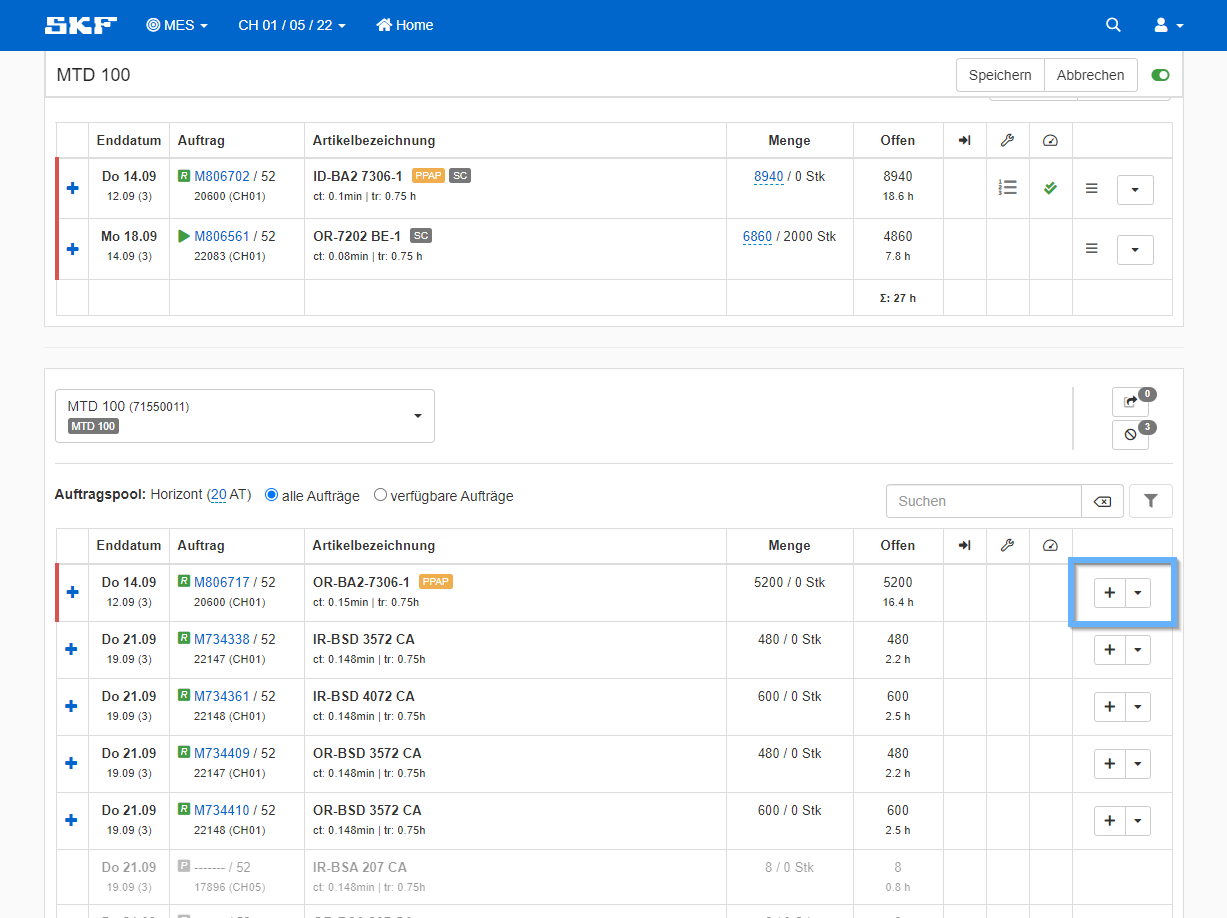 SKF MES CH 01 / 05 / 22 Home
MTD 100 Speichern Abbrechen
Enddatum Auftrag Artikelbezeichnung Menge Offen
Do 14.09 R M806702 / 52 ID-BA2 7306-1 PPAP SC 8940 / 0 Stk 8940
12.09 (3) 20600 (CH01) ct: 0.1min | tr: 0.75 h 18.6 h
Mo 18.09 M806561 / 52 OR-7202 BE-1 SC 6860 / 2000 Stk 4860
14.09 (3) 22083 (CH01) ct: 0.08min | tr: 0.75 h 7.8 h
Σ: 27 h
MTD 100 (71550011) 0
MTD 100 3
Auftragspool: Horizont (20 AT) alle Aufträge verfügbare Aufträge Suchen
Enddatum Auftrag Artikelbezeichnung Menge Offen
Do 14.09 R M806717 / 52 OR-BA2-7306-1 PPAP 5200 / 0 Stk 5200
12.09 (3) 20600 (CH01) ct: 0.15min | tr: 0.75h 16.4 h
Do 21.09 R M734338 / 52 IR-BSD 3572 CA 480 / 0 Stk 480
19.09 (3) 22147 (CH01) ct: 0.148min | tr: 0.75h 2.2 h
Do 21.09 R M734361 / 52 IR-BSD 4072 CA 600 / 0 Stk 600
19.09 (3) 22148 (CH01) ct: 0.148min | tr: 0.75h 2.5 h
Do 21.09 R M734409 / 52 OR-BSD 3572 CA 480 / 0 Stk 480
19.09 (3) 22147 (CH01) ct: 0.148min | tr: 0.75h 2.2 h
Do 21.09 R M734410 / 52 OR-BSD 3572 CA 600 / 0 Stk 600
19.09 (3) 22148 (CH01) ct: 0.148min | tr: 0.75h 2.5 h
Do 21.09 P ------- / 52 IR-BSA 207 CA 8 / 0 Stk 8
19.09 (3) 17896 (CH05) ct: 0.148min | tr: 0.75h 0.8 h